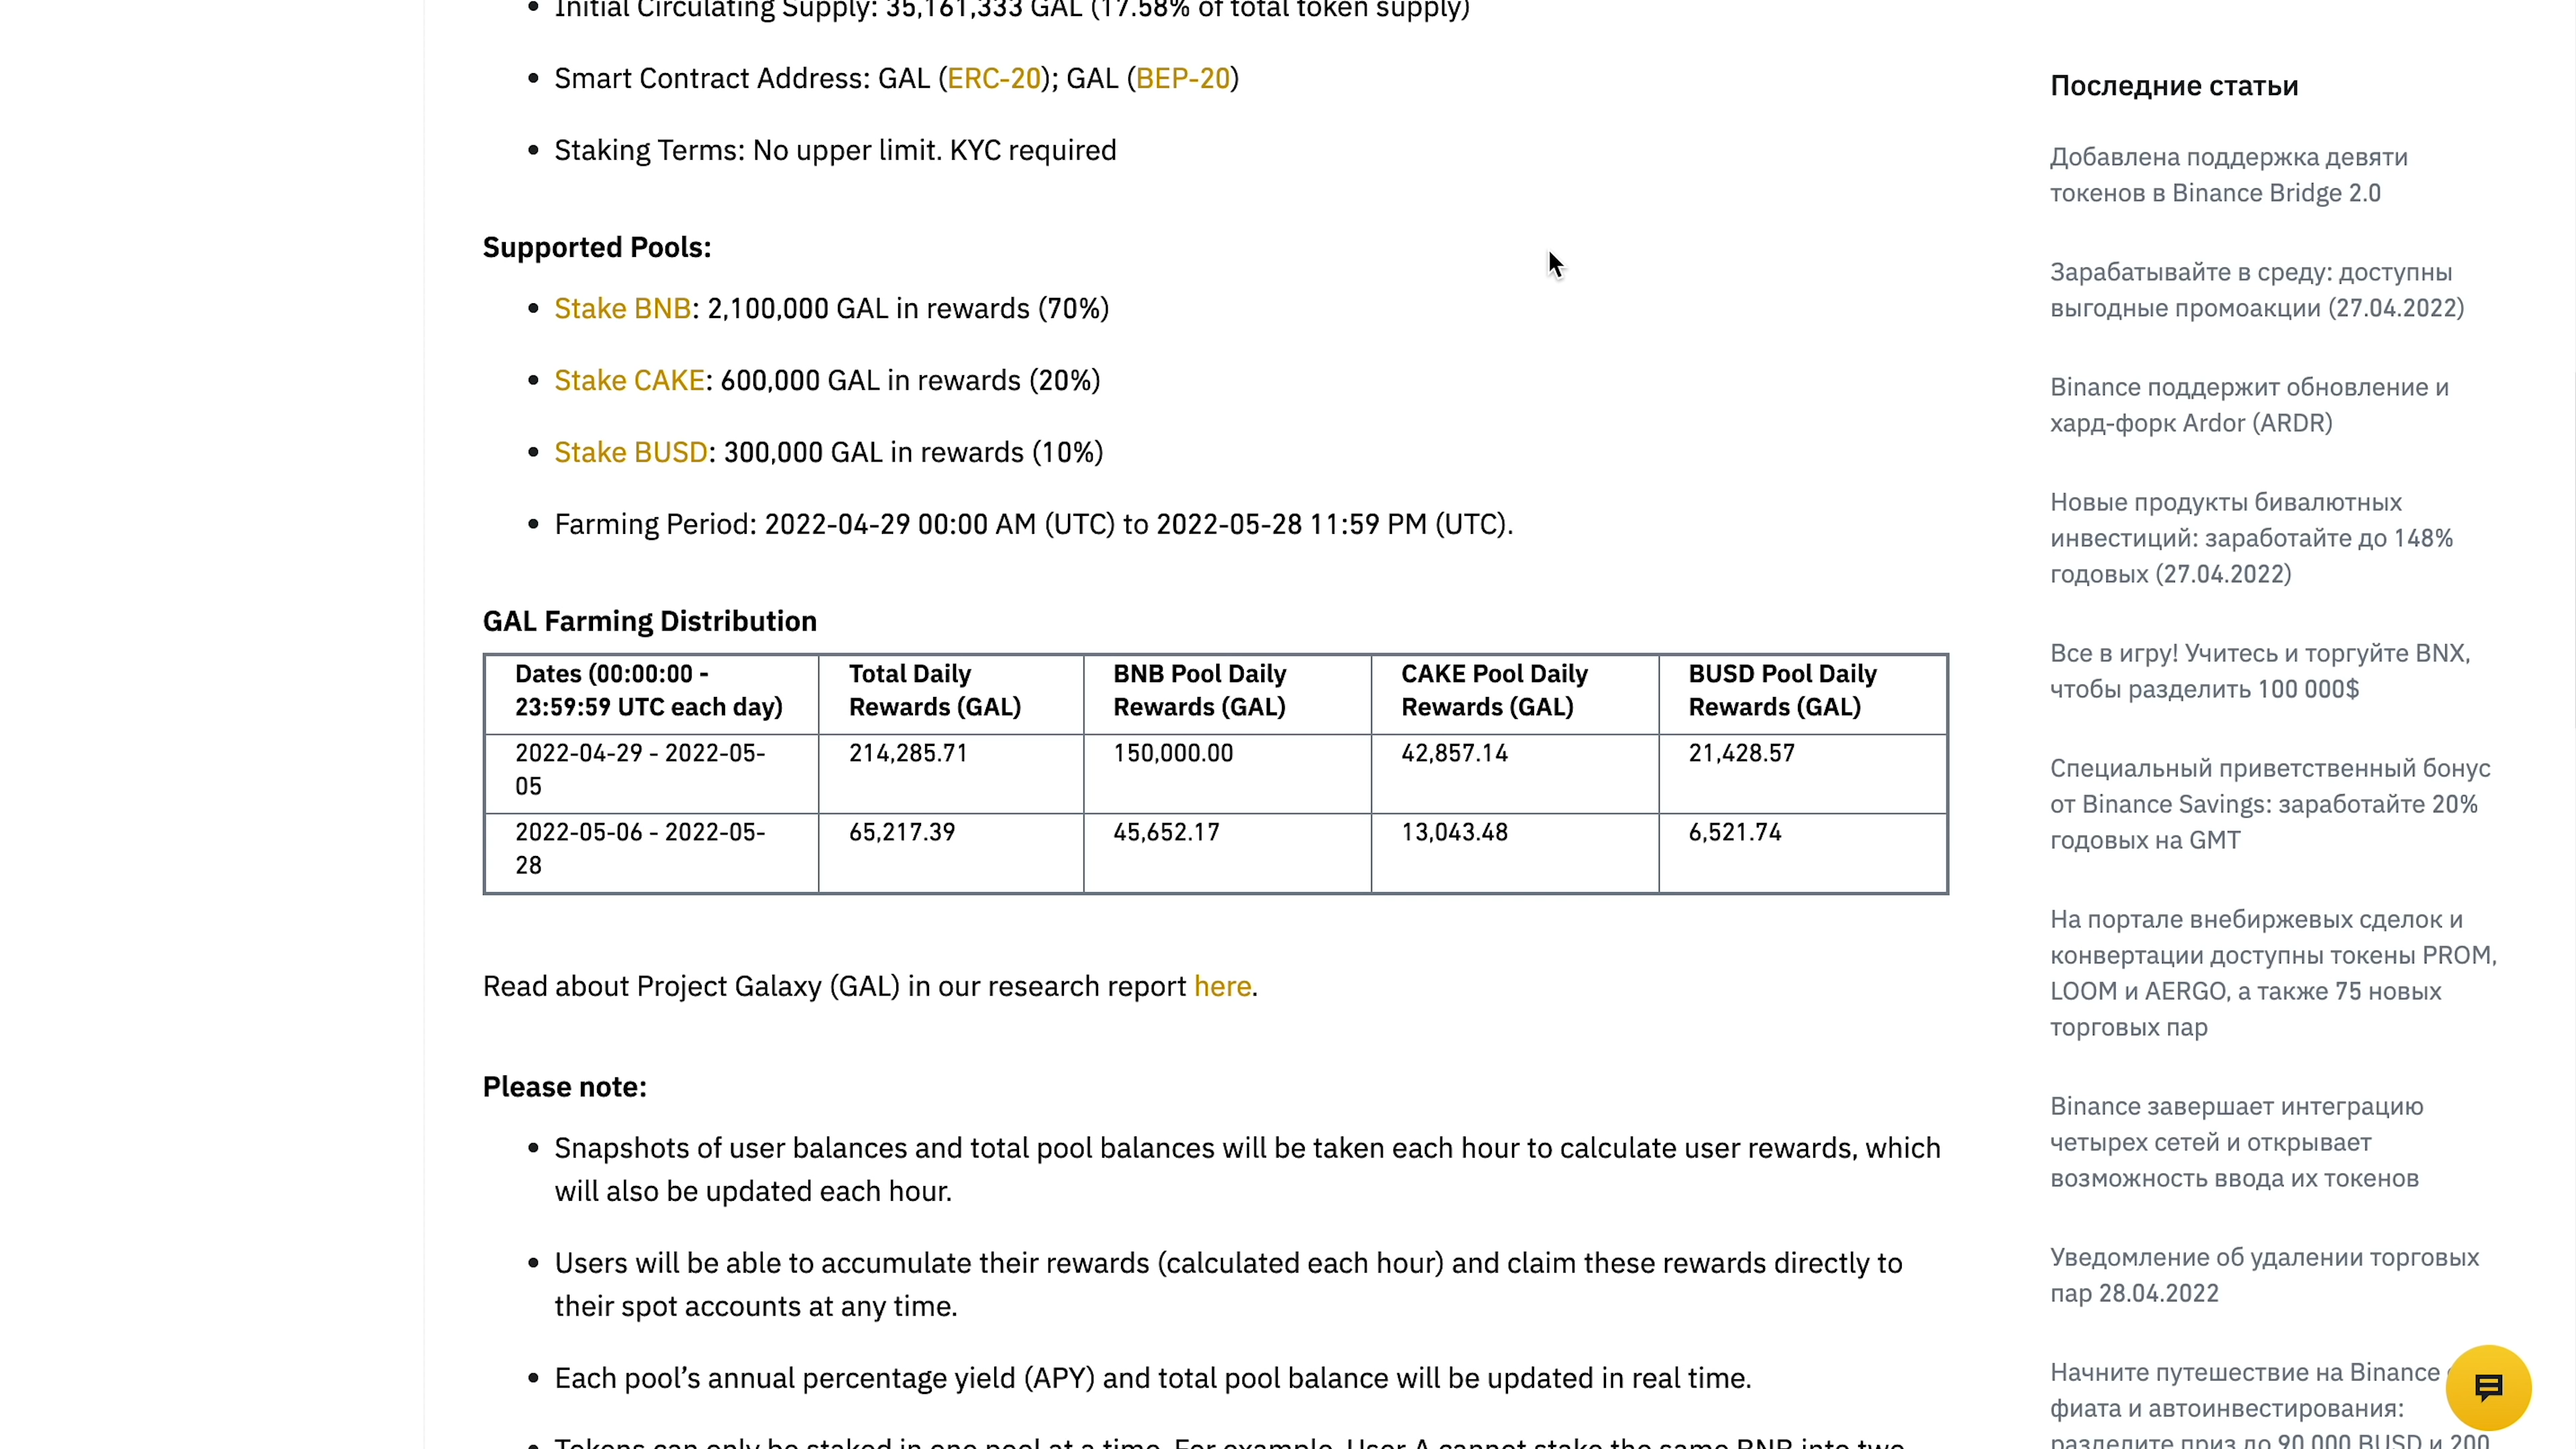 Initial Circulating Supply: 35,161,333 GAL (17.58% of total token supply)
Smart Contract Address: GAL (ERC-20); GAL (BEP-20)
Staking Terms: No upper limit. KYC required
Supported Pools:
Stake BNB: 2,100,000 GAL in rewards (70%)
Stake CAKE: 600,000 GAL in rewards (20%)
Stake BUSD: 300,000 GAL in rewards (10%)
Farming Period: 2022-04-29 00:00 AM (UTC) to 2022-05-28 11:59 PM (UTC).
GAL Farming Distribution
Dates (00:00:00 -
23:59:59 UTC each day)
Total Daily
Rewards (GAL)
BNB Pool Daily
Rewards (GAL)
CAKE Pool Daily
Rewards (GAL)
BUSD Pool Daily
Rewards (GAL)
2022-04-29 - 2022-05-
05
214,285.71
150,000.00
42,857.14
21,428.57
2022-05-06 - 2022-05-
28
65,217.39
45,652.17
13,043.48
6,521.74
Read about Project Galaxy (GAL) in our research report here.
Please note:
Snapshots of user balances and total pool balances will be taken each hour to calculate user rewards, which
will also be updated each hour.
Users will be able to accumulate their rewards (calculated each hour) and claim these rewards directly to
their spot accounts at any time.
Each pool’s annual percentage yield (APY) and total pool balance will be updated in real time.
Tokens can only be staked in one pool at a time. For example, User A cannot stake the same BNB into two
Последние статьи
Добавлена поддержка девяти
токенов в Binance Bridge 2.0
Зарабатывайте в среду: доступны
выгодные промоакции (27.04.2022)
Binance поддержит обновление и
хард-форк Ardor (ARDR)
Новые продукты бивалютных
инвестиций: заработайте до 148%
годовых (27.04.2022)
Все в игру! Учитесь и торгуйте BNX,
чтобы разделить 100 000$
Специальный приветственный бонус
от Binance Savings: заработайте 20%
годовых на GMT
На портале внебиржевых сделок и
конвертации доступны токены PROM,
LOOM и AERGO, а также 75 новых
торговых пар
Binance завершает интеграцию
четырех сетей и открывает
возможность ввода их токенов
Уведомление об удалении торговых
пар 28.04.2022
Начните путешествие на Binance
фиата и автоинвестирования:
разделите приз до 90 000 BUSD и 200